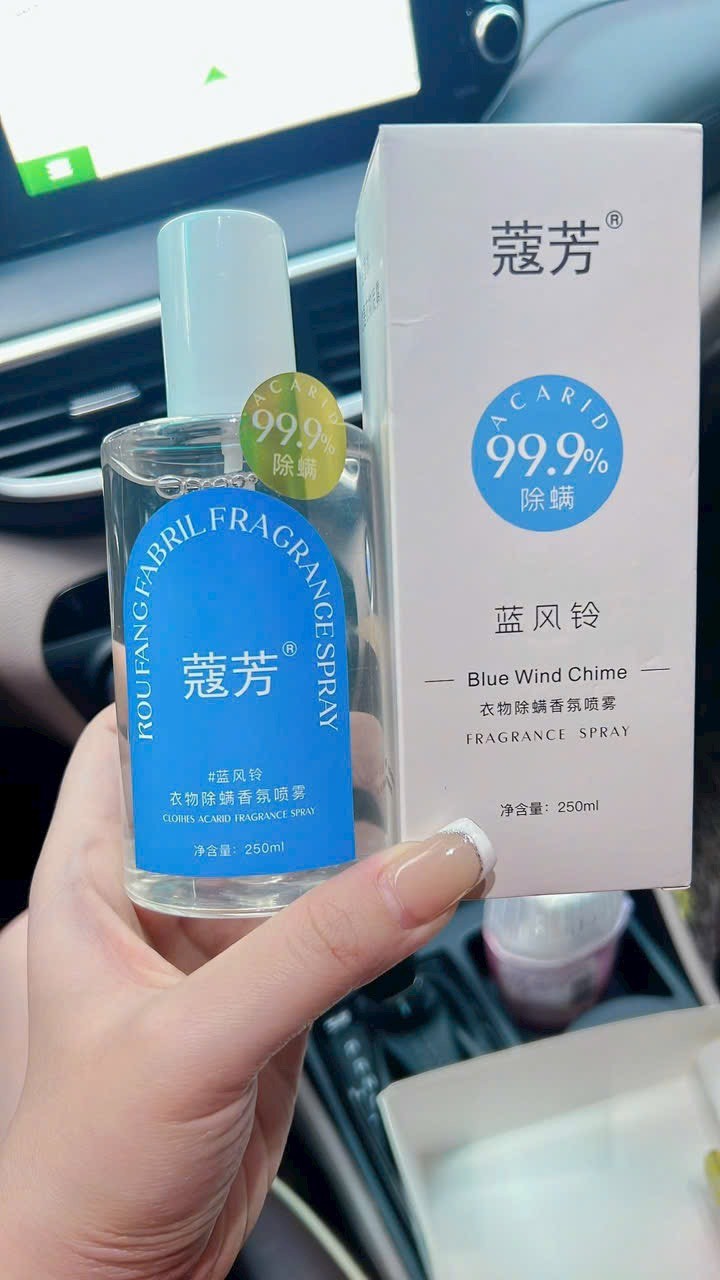 ACARID
99.9%
除螨
ROUFANG FABRIL FRAGRANCE SPRAY
蔻芳®
#蓝风铃
衣物除螨香氛喷雾
CLOTHES ACARID FRAGRANCE SPRAY
净含量：250ml
蔻芳®
ACARID
99.9%
除螨
蓝风铃
Blue Wind Chime
衣物除螨香氛喷雾
FRAGRANCE SPRAY
净含量：250ml